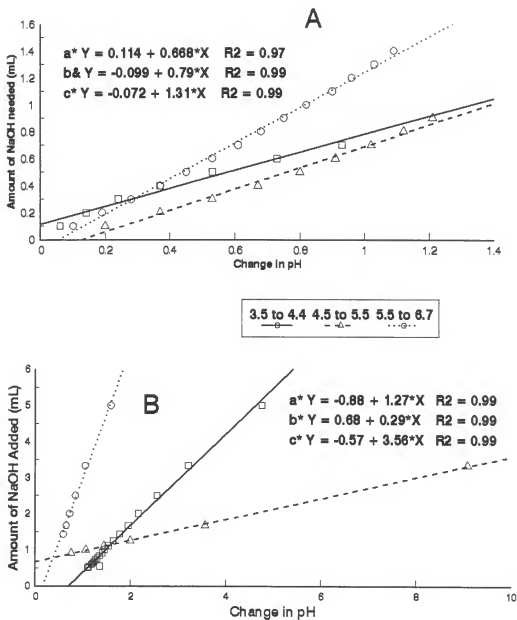 A
a* Y = 0.114 + 0.668*X R2 = 0.97
b& Y = -0.099 + 0.79*X R2 = 0.99
c* Y = -0.072 + 1.31*X R2 = 0.99
Amount of NaOH needed (mL)
1.6
1.4
1.2
1
0.8
0.6
0.4
0.2
0
0 0.2 0.4 0.6 0.8 1 1.2 1.4
Change in pH
3.5 to 4.4 4.5 to 5.5 5.5 to 6.7
B
a* Y = -0.88 + 1.27*X R2 = 0.99
b* Y = 0.68 + 0.29*X R2 = 0.99
c* Y = -0.57 + 3.56*X R2 = 0.99
Amount of NaOH Added (mL)
6
5
4
3
2
1
0
0 2 4 6 8 10
Change in pH